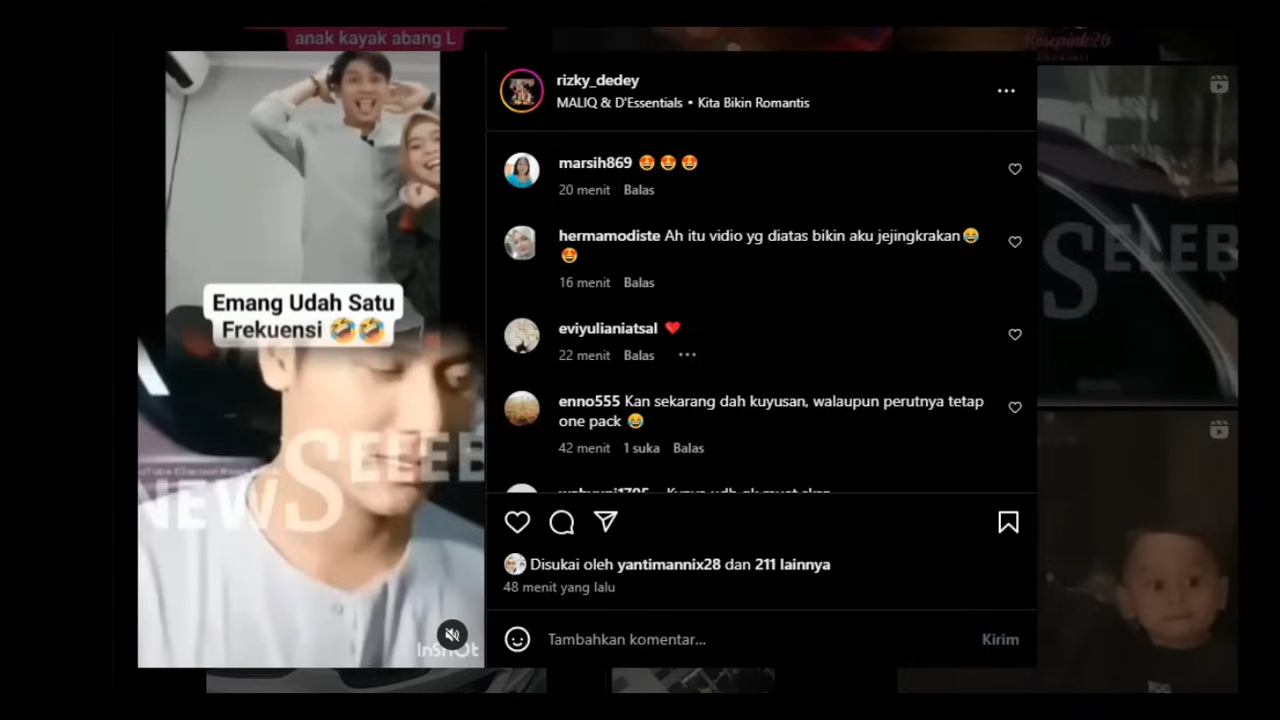 anak kayak abang L
Rosepink26
rizky_dedey
MALIQ & D'Essentials • Kita Bikin Romantis
marsih869 🤩🤩🤩
20 menit Balas
hermamodiste Ah itu vidio yg diatas bikin aku jejingkrakan😂
🤩
16 menit Balas
eviyulianiatsal ❤️
22 menit Balas
enno555 Kan sekarang dah kuyusan, walaupun perutnya tetap
one pack 😂
42 menit 1 suka Balas
Emang Udah Satu
Frekuensi 🤣🤣
NEWS SELEB
SELEB
InShot
Disukai oleh yantimannix28 dan 211 lainnya
48 menit yang lalu
Tambahkan komentar...
Kirim